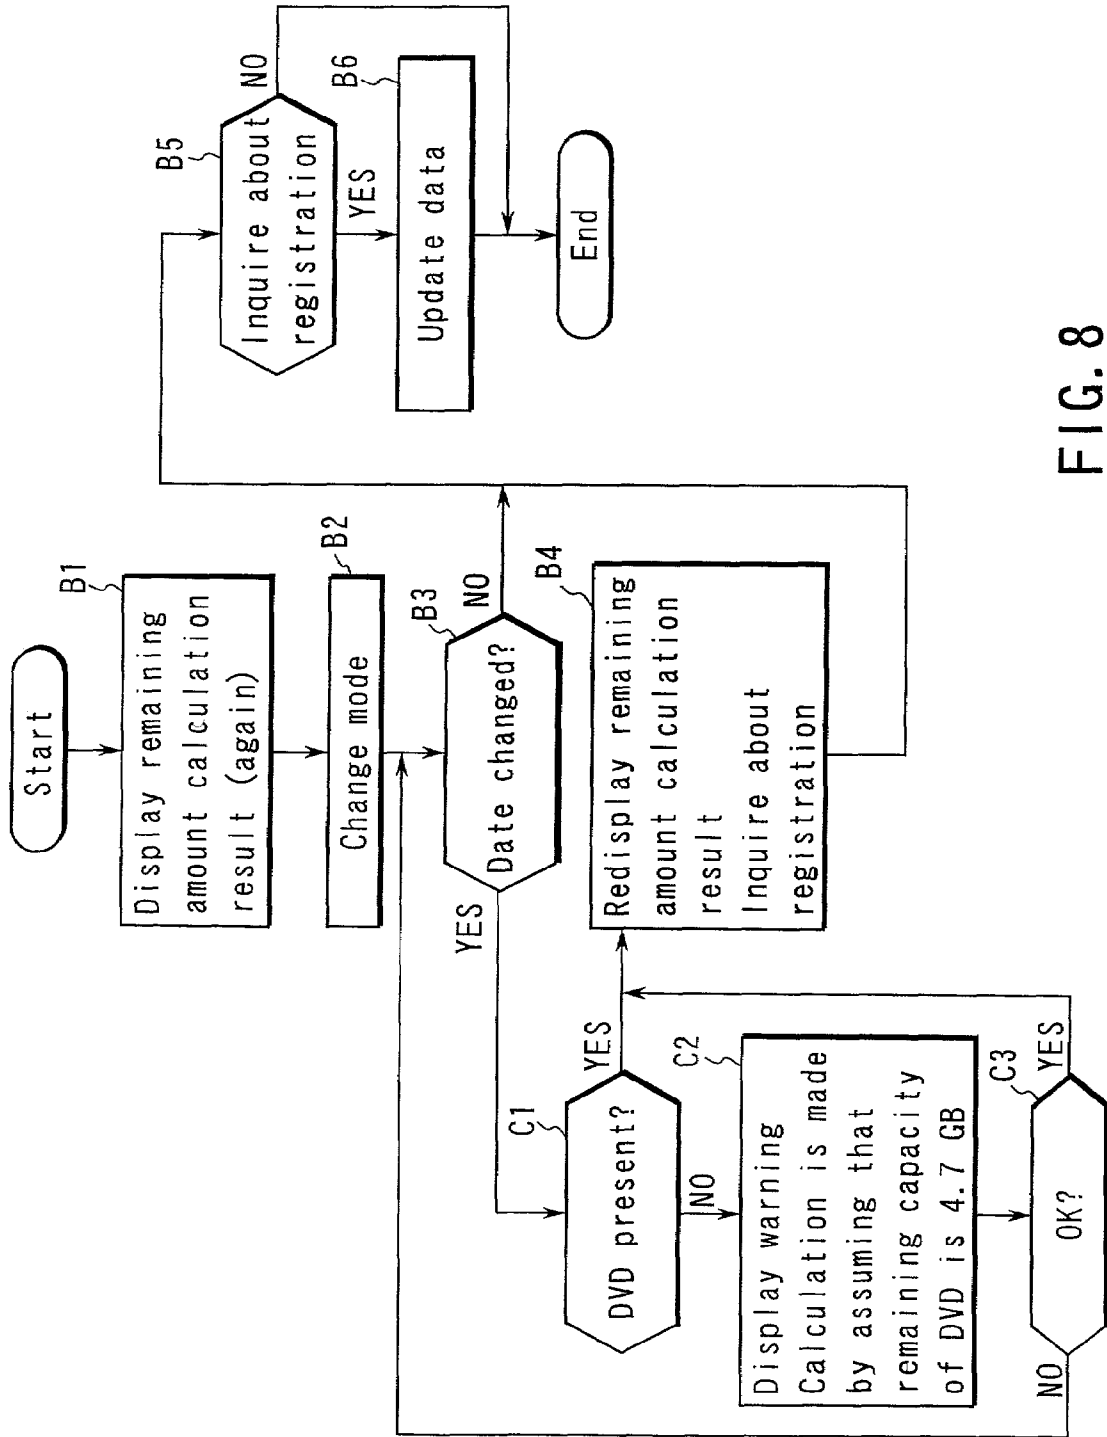 Start
B1
Display remaining
amount calculation
result (again)
B2
Change mode
B3
Date changed?
YES
NO
C1
DVD present?
YES
NO
C2
Display warning
Calculation is made
by assuming that
remaining capacity
of DVD is 4.7 GB
C3
OK?
YES
NO
B4
Redisplay remaining
amount calculation
result
Inquire about
registration
B5
Inquire about
registration
NO
YES
B6
Update data
End
FIG. 8